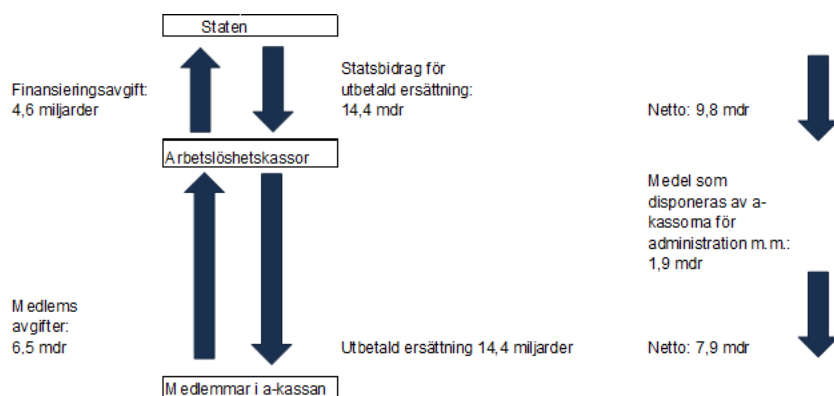 Staten
Finansieringsavgift:
4,6 miljarder
Statsbidrag för
utbetald ersättning:
14,4 mdr
Netto: 9,8 mdr
Arbetslöshetskassor
Medel som
disponeras av a-
kassorna för
administration m.m.:
1,9 mdr
Medlems
avgifter:
6,5 mdr
Utbetald ersättning 14,4 miljarder
Netto: 7,9 mdr
Medlemmar i a-kassan